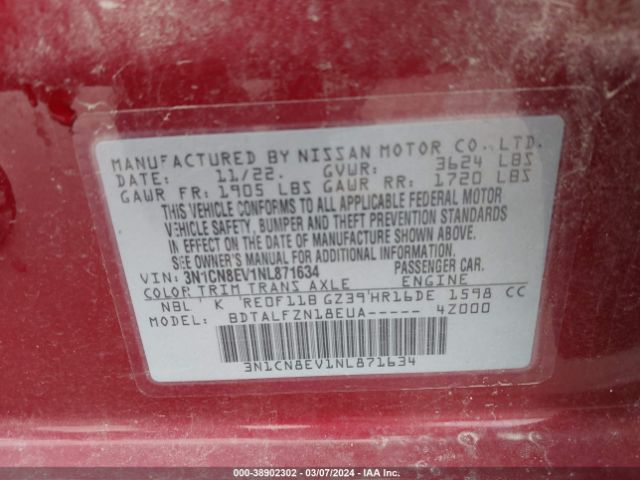 MANUFACTURED BY NISSAN MOTOR CO., LTD.
DATE: 11/22. GVWR: 3624 LBS
GAWR FR: 1905 LBS GAWR RR: 1720 LBS
THIS VEHICLE CONFORMS TO ALL APPLICABLE FEDERAL MOTOR
VEHICLE SAFETY, BUMPER AND THEFT PREVENTION STANDARDS
IN EFFECT ON THE DATE OF MANUFACTURE SHOWN ABOVE.
SEE OWNER'S MANUAL FOR ADDITIONAL INFORMATION
VIN: 3N1CN8EV1NL871634 PASSENGER CAR.
COLOR TRIM TRANS AXLE ENGINE
NBL K RE0F11B GZ39 HR16DE 1598 CC
MODEL: BDTALFZN18EUA----- 4Z000
3N1CN8EV1NL871634
000-38902302 — 03/07/2024 — IAA Inc.